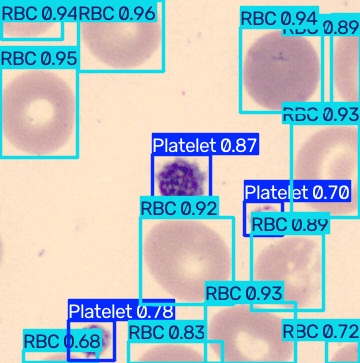 RBC 0.94
RBC 0.96
RBC 0.94
RBC 0.89
RBC 0.95
RBC 0.93
Platelet 0.87
Platelet 0.70
RBC 0.92
RBC 0.89
RBC 0.93
Platelet 0.78
RBC 0.68
RBC 0.83
RBC 0.72